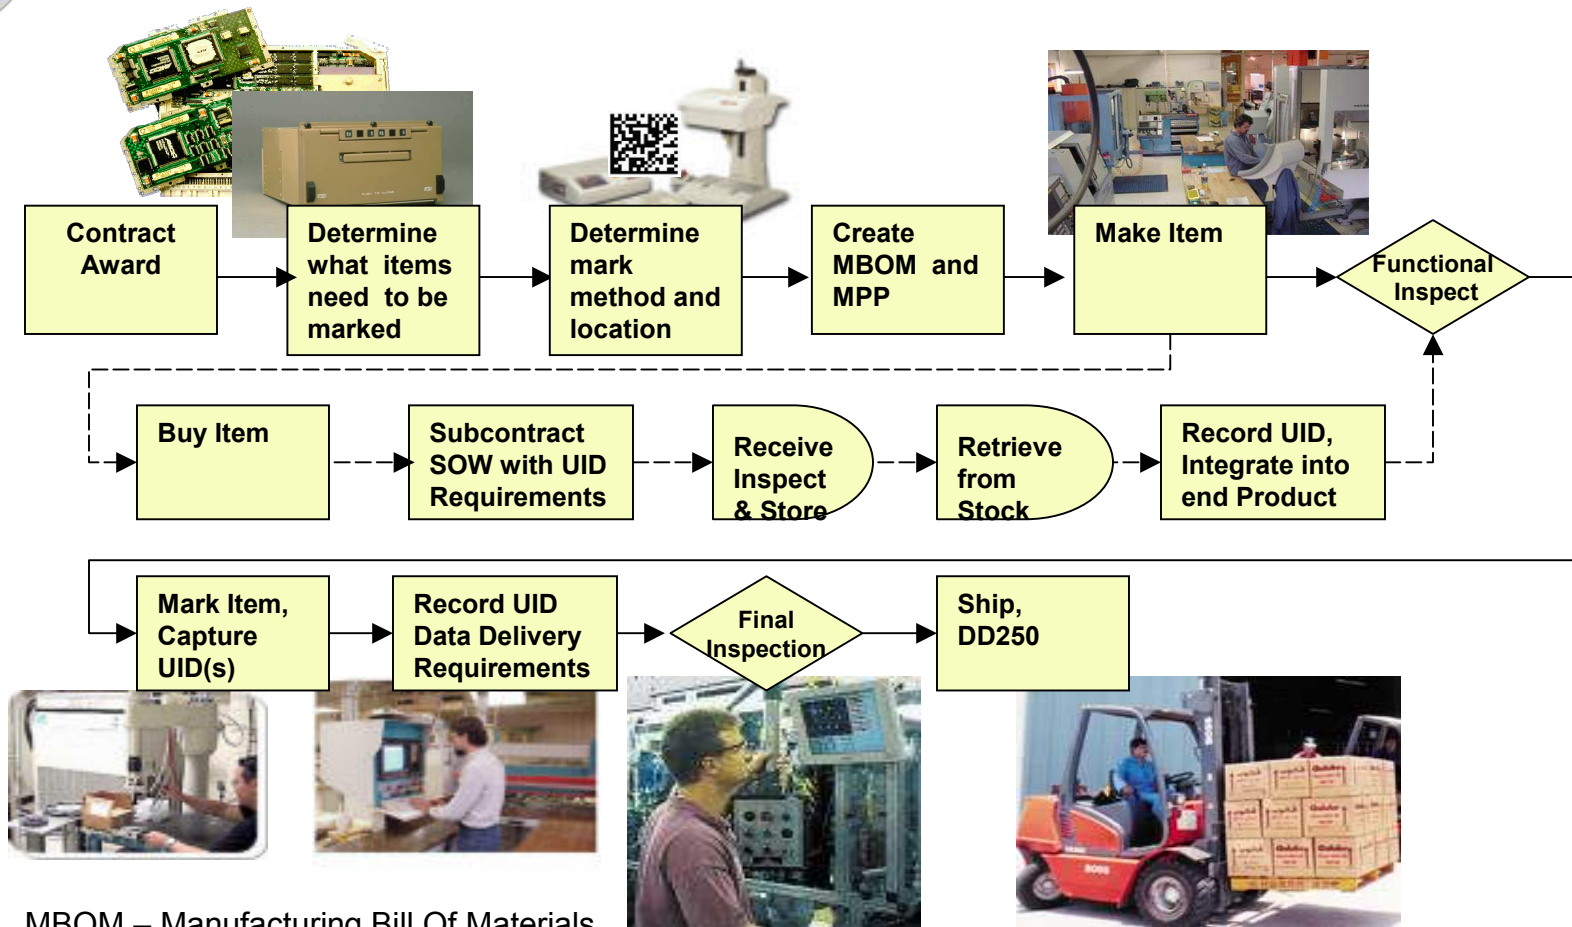 Contract
Award
Determine
what items
need to be
marked
Determine
mark
method and
location
Create
MBOM and
MPP
Make Item
Functional
Inspect
Buy Item
Subcontract
SOW with UID
Requirements
Receive
Inspect
& Store
Retrieve
from
Stock
Record UID,
Integrate into
end Product
Mark Item,
Capture
UID(s)
Record UID
Data Delivery
Requirements
Final
Inspection
Ship,
DD250
MBOM – Manufacturing Bill Of Materials